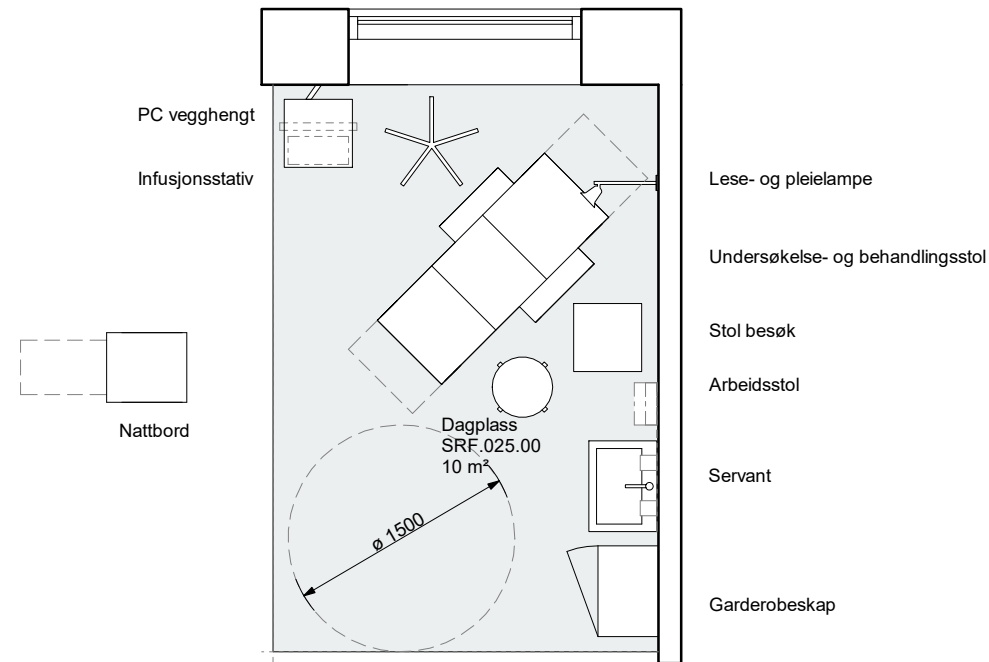 PC vegghengt
Infusjonsstativ
Nattbord
Dagplass
SRF.025.00
10 m²
ø 1500
Lese- og pleielampe
Undersøkelse- og behandlingsstol
Stol besøk
Arbeidsstol
Servant
Garderobeskap